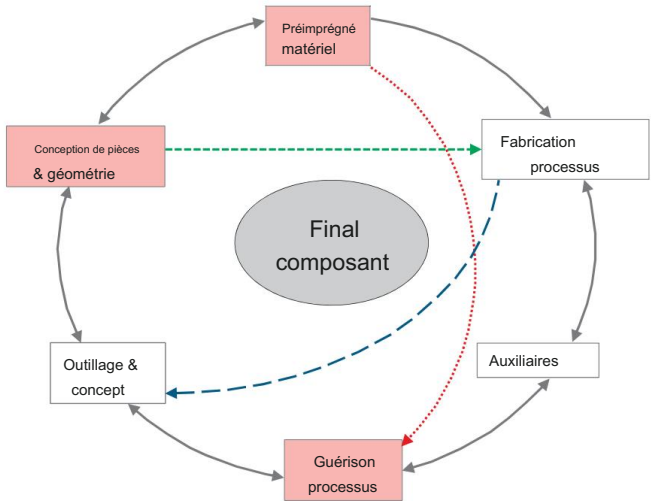 Préimprégné
matériel
Conception de pièces
& géométrie
Fabrication
processus
Final
composant
Outillage &
concept
Auxiliaires
Guérison
processus